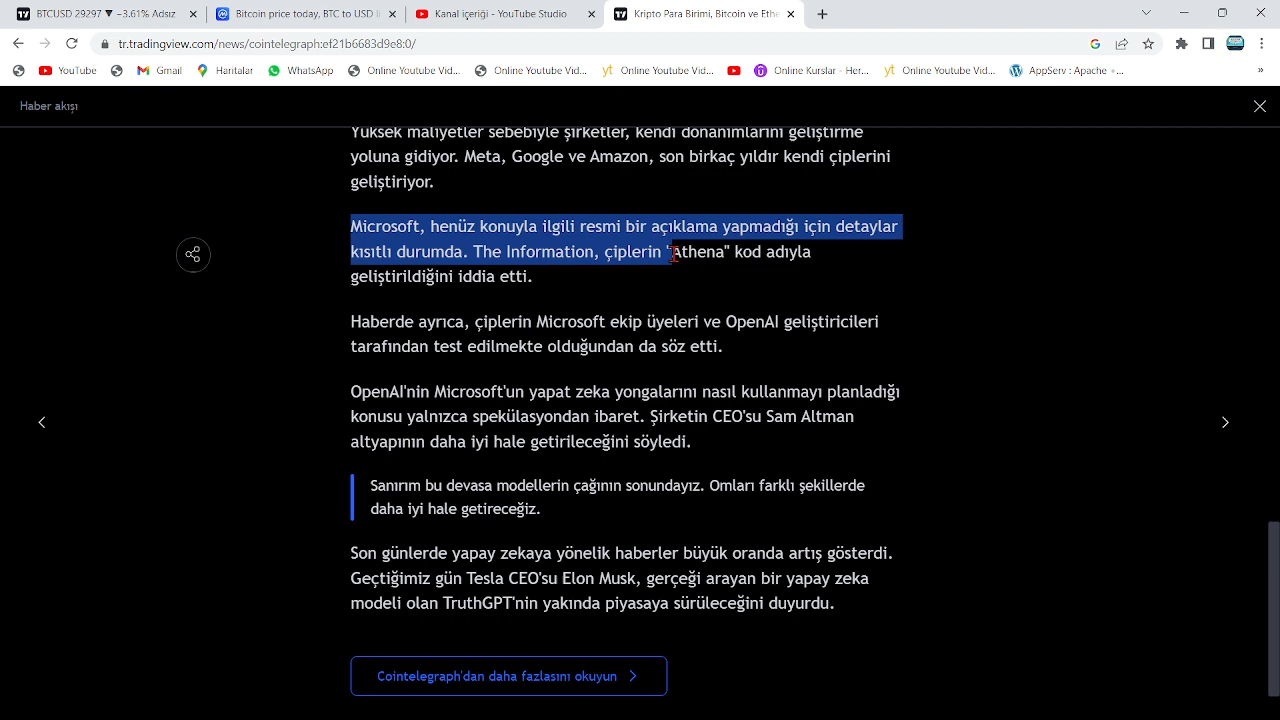 BTCUSD 29297 ▼ −3.61% Adsız
Bitcoin price today, BTC to USD li
Kanal içeriği - YouTube Studio
Kripto Para Birimi, Bitcoin ve Ethe
tr.tradingview.com/news/cointelegraph:ef21b6683d9e8:0/
YouTube
Gmail
Haritalar
WhatsApp
Online Youtube Vid...
Online Youtube Vid...
Online Youtube Vid...
Online Kurslar - Her...
Online Youtube Vid...
AppServ : Apache +...
»
Haber akışı
Yüksek maliyetler sebebiyle şirketler, kendi donanımlarını geliştirme
yoluna gidiyor. Meta, Google ve Amazon, son birkaç yıldır kendi çiplerini
geliştiriyor.
Microsoft, henüz konuyla ilgili resmi bir açıklama yapmadığı için detaylar
kısıtlı durumda. The Information, çiplerin "Athena" kod adıyla
geliştirildiğini iddia etti.
Haberde ayrıca, çiplerin Microsoft ekip üyeleri ve OpenAI geliştiricileri
tarafından test edilmekte olduğundan da söz etti.
OpenAI'nin Microsoft'un yapat zeka yongalarını nasıl kullanmayı planladığı
konusu yalnızca spekülasyondan ibaret. Şirketin CEO'su Sam Altman
altyapının daha iyi hale getirileceğini söyledi.
Sanırım bu devasa modellerin çağının sonundayız. Omları farklı şekillerde
daha iyi hale getireceğiz.
Son günlerde yapay zekaya yönelik haberler büyük oranda artış gösterdi.
Geçtiğimiz gün Tesla CEO'su Elon Musk, gerçeği arayan bir yapay zeka
modeli olan TruthGPT'nin yakında piyasaya sürüleceğini duyurdu.
Cointelegraph'dan daha fazlasını okuyun